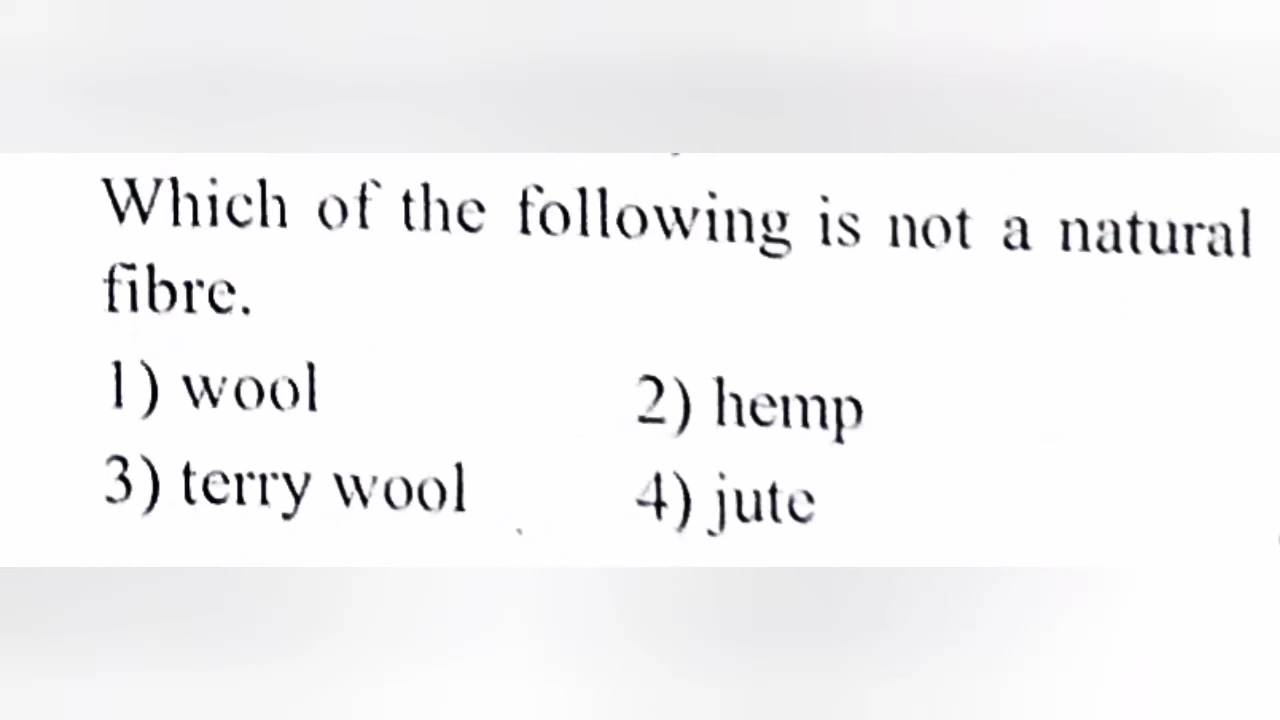 Which of the following is not a natural
fibre.
1) wool 2) hemp
3) terry wool 4) jute